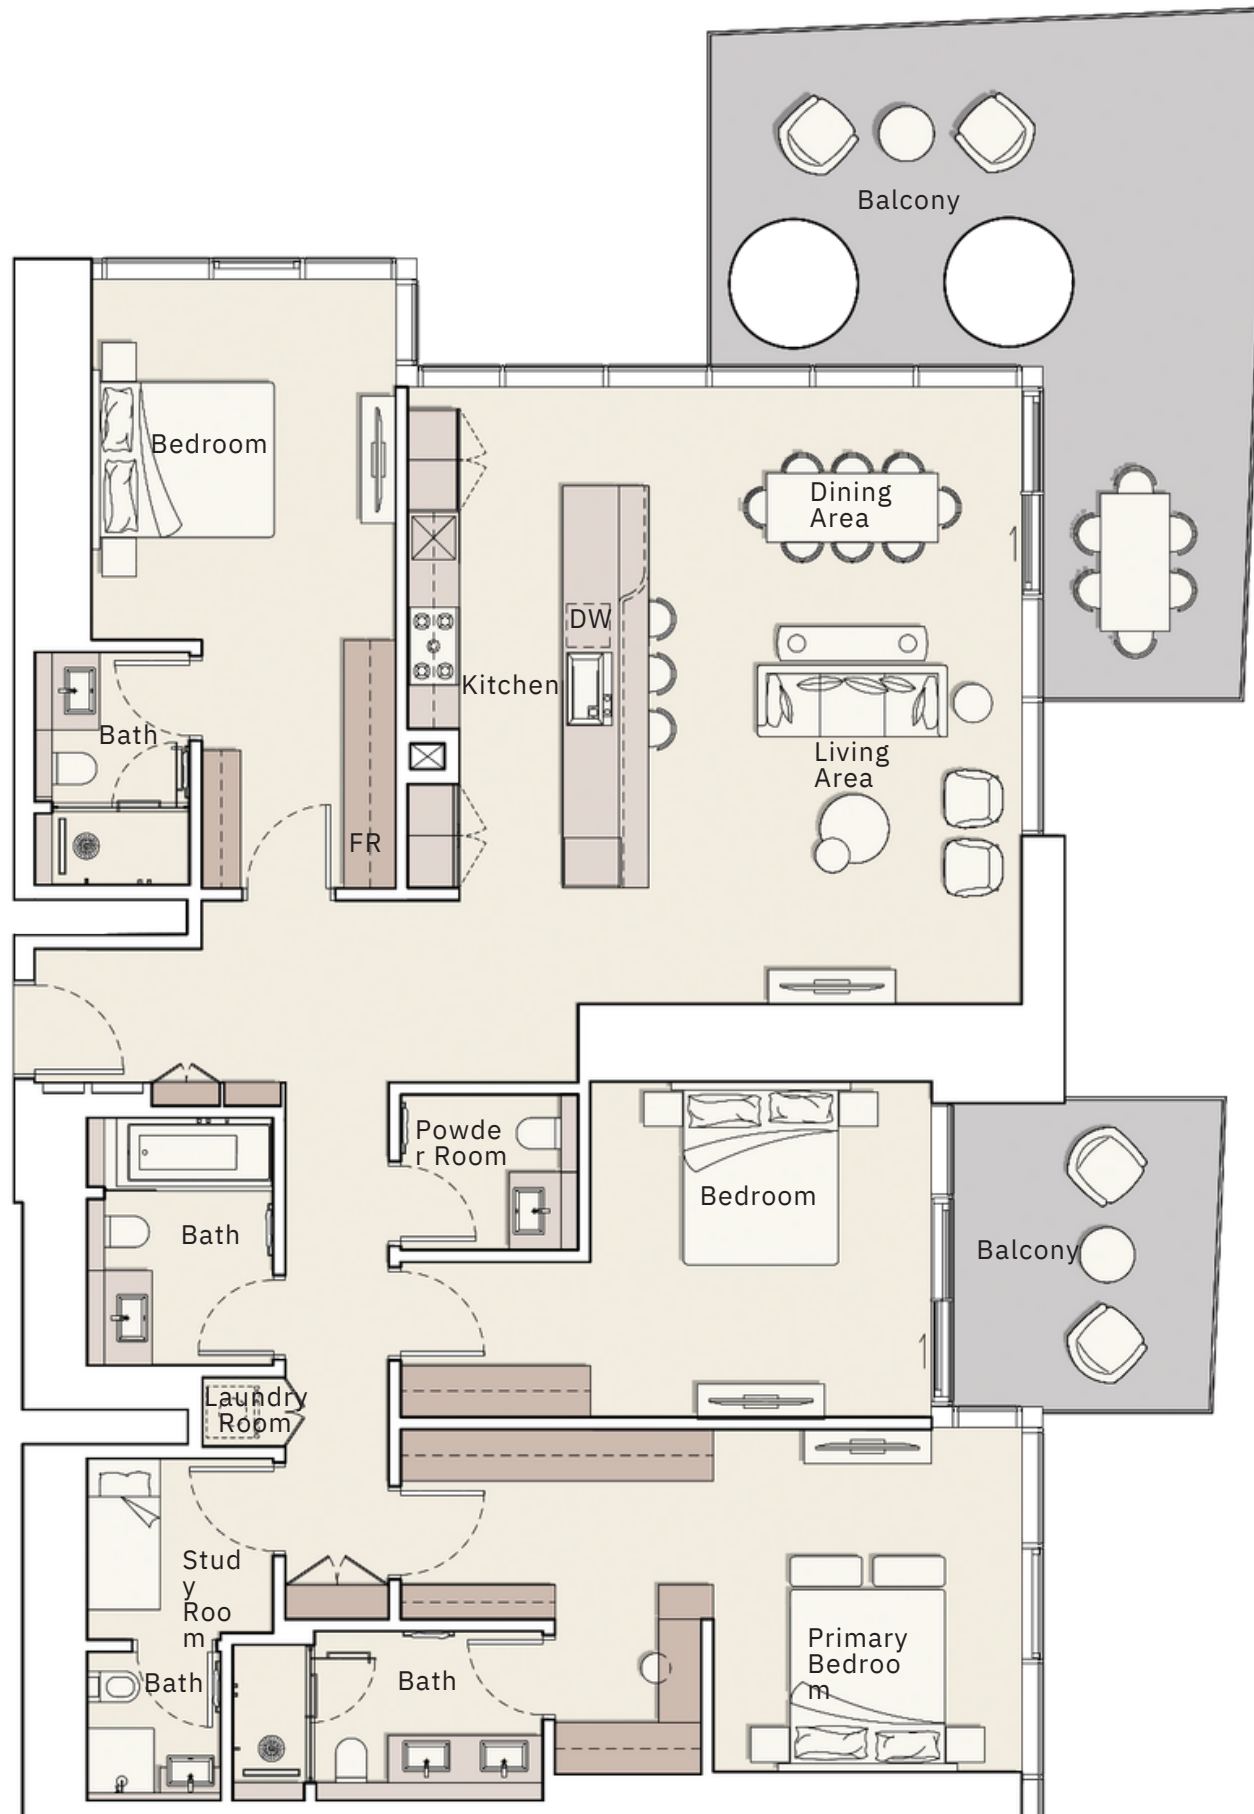 Balcony
Bedroom
Dining
Area
DW
Kitchen
Bath
Living
Area
FR
Powde
r Room
Bedroom
Bath
Balcony
Laundry
Room
Stud
y
Roo
m
Primary
Bedroo
m
Bath
Bath